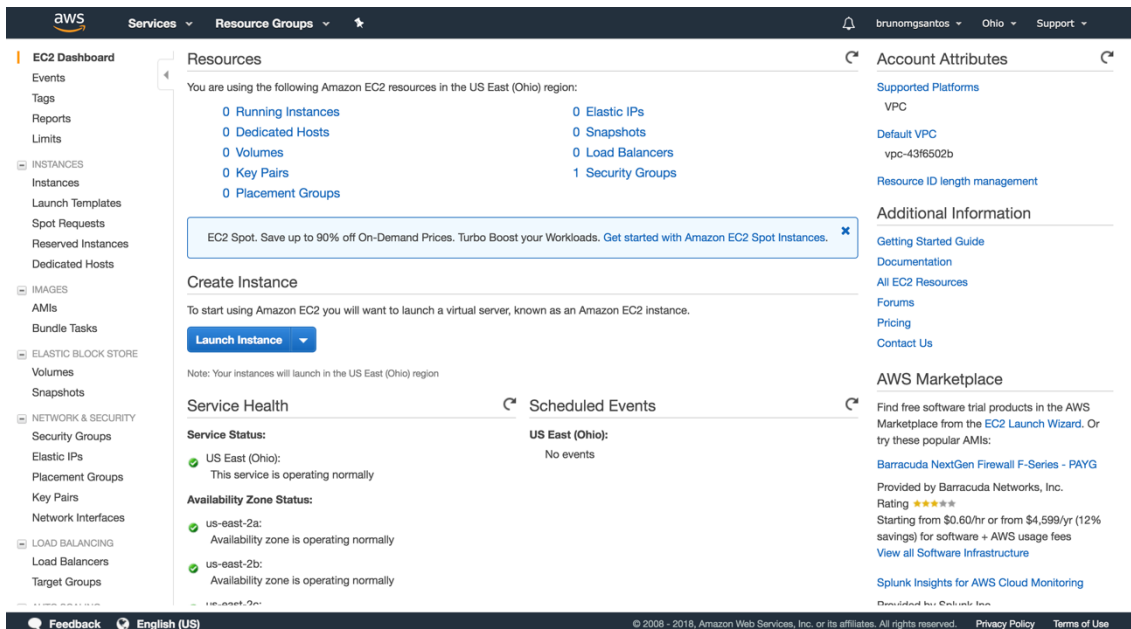 aws
Services
Resource Groups
brunomgsantos
Ohio
Support
EC2 Dashboard
Events
Tags
Reports
Limits
INSTANCES
Instances
Launch Templates
Spot Requests
Reserved Instances
Dedicated Hosts
IMAGES
AMIs
Bundle Tasks
ELASTIC BLOCK STORE
Volumes
Snapshots
NETWORK & SECURITY
Security Groups
Elastic IPs
Placement Groups
Key Pairs
Network Interfaces
LOAD BALANCING
Load Balancers
Target Groups
AUTO SCALING
Resources
You are using the following Amazon EC2 resources in the US East (Ohio) region:
0 Running Instances
0 Dedicated Hosts
0 Volumes
0 Key Pairs
0 Placement Groups
0 Elastic IPs
0 Snapshots
0 Load Balancers
1 Security Groups
EC2 Spot. Save up to 90% off On-Demand Prices. Turbo Boost your Workloads. Get started with Amazon EC2 Spot Instances.
Create Instance
To start using Amazon EC2 you will want to launch a virtual server, known as an Amazon EC2 instance.
Launch Instance
Note: Your instances will launch in the US East (Ohio) region
Service Health
Service Status:
US East (Ohio):
This service is operating normally
Availability Zone Status:
us-east-2a:
Availability zone is operating normally
us-east-2b:
Availability zone is operating normally
us-east-2c:
Scheduled Events
US East (Ohio):
No events
Account Attributes
Supported Platforms
VPC
Default VPC
vpc-43f6502b
Resource ID length management
Additional Information
Getting Started Guide
Documentation
All EC2 Resources
Forums
Pricing
Contact Us
AWS Marketplace
Find free software trial products in the AWS
Marketplace from the EC2 Launch Wizard. Or
try these popular AMIs:
Barracuda NextGen Firewall F-Series - PAYG
Provided by Barracuda Networks, Inc.
Rating
Starting from $0.60/hr or from $4,599/yr (12%
savings) for software + AWS usage fees
View all Software Infrastructure
Splunk Insights for AWS Cloud Monitoring
Provided by Splunk Inc.
Feedback
English (US)
© 2008 - 2018, Amazon Web Services, Inc. or its affiliates. All rights reserved.
Privacy Policy
Terms of Use